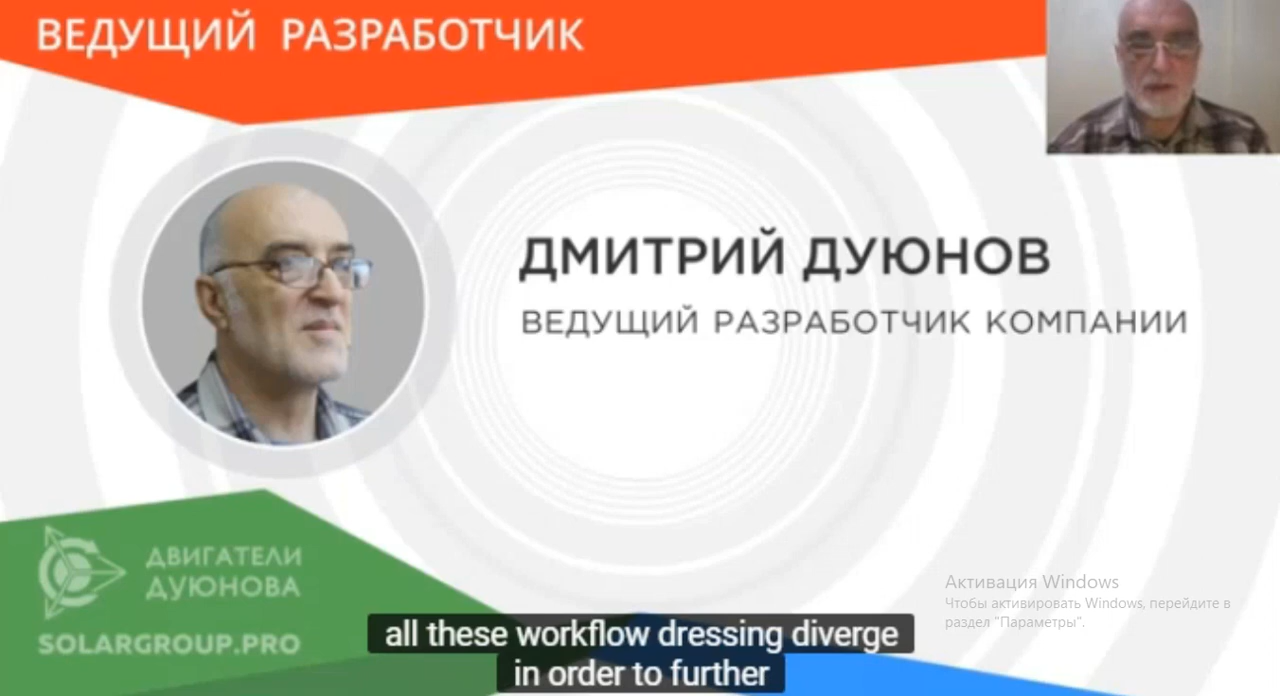 ВЕДУЩИЙ РАЗРАБОТЧИК
ДМИТРИЙ ДУЮНОВ
ВЕДУЩИЙ РАЗРАБОТЧИК КОМПАНИИ
ДВИГАТЕЛИ
ДУЮНОВА
SOLARGROUP.PRO
Активация Windows
Чтобы активировать Windows, перейдите в
раздел "Параметры".
all these workflow dressing diverge
in order to further